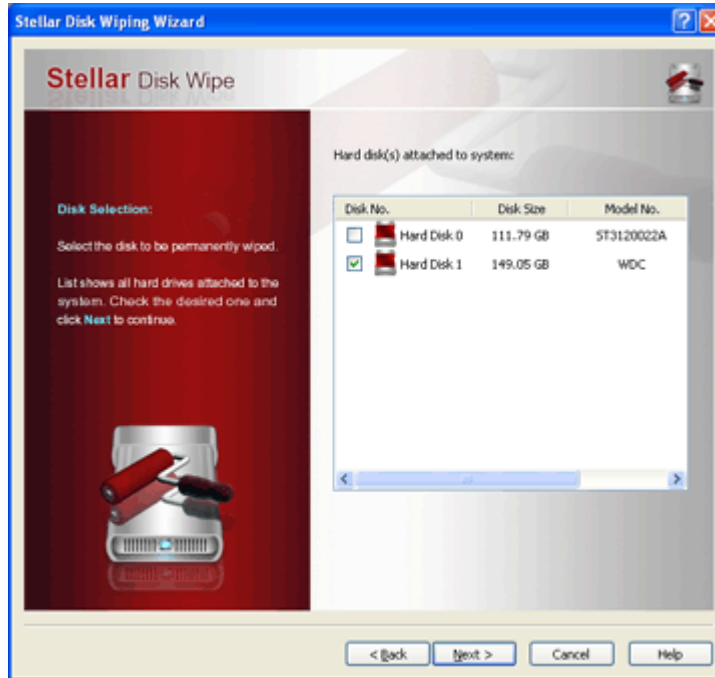 Stellar Disk Wiping Wizard
Stellar Disk Wipe
Hard disk(s) attached to system:
Disk Selection:
Select the disk to be permanently wiped.
List shows all hard drives attached to the
system. Check the desired one and
click Next to continue.
Disk No. Disk Size Model No.
Hard Disk 0 111.79 GB ST3120022A
Hard Disk 1 149.05 GB WDC
< Back Next > Cancel Help